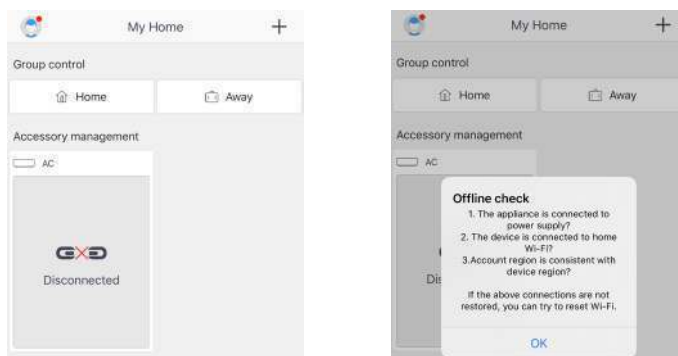 My Home
Group control
Home
Away
Accessory management
AC
Disconnected
My Home
Group control
Home
Away
Accessory management
AC
Dis
Offline check
1. The appliance is connected to
power supply?
2. The device is connected to home
Wi-Fi?
3.Account region is consistent with
device region?
If the above connections are not
restored, you can try to reset Wi-Fi.
OK